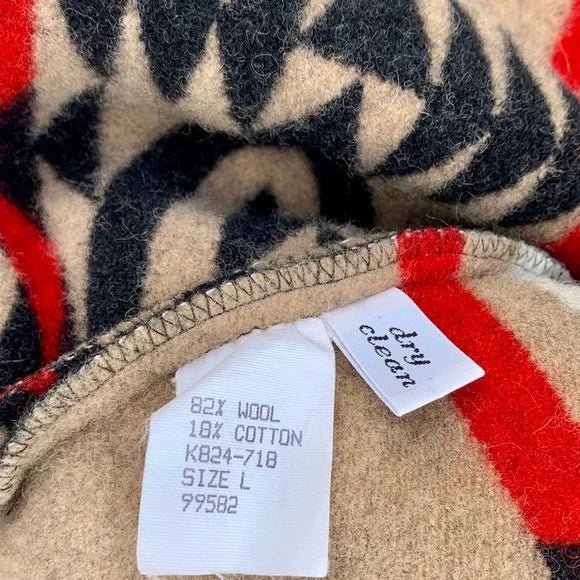 82% WOOL
18% COTTON
K824-718
SIZE L
99582
dry
clean